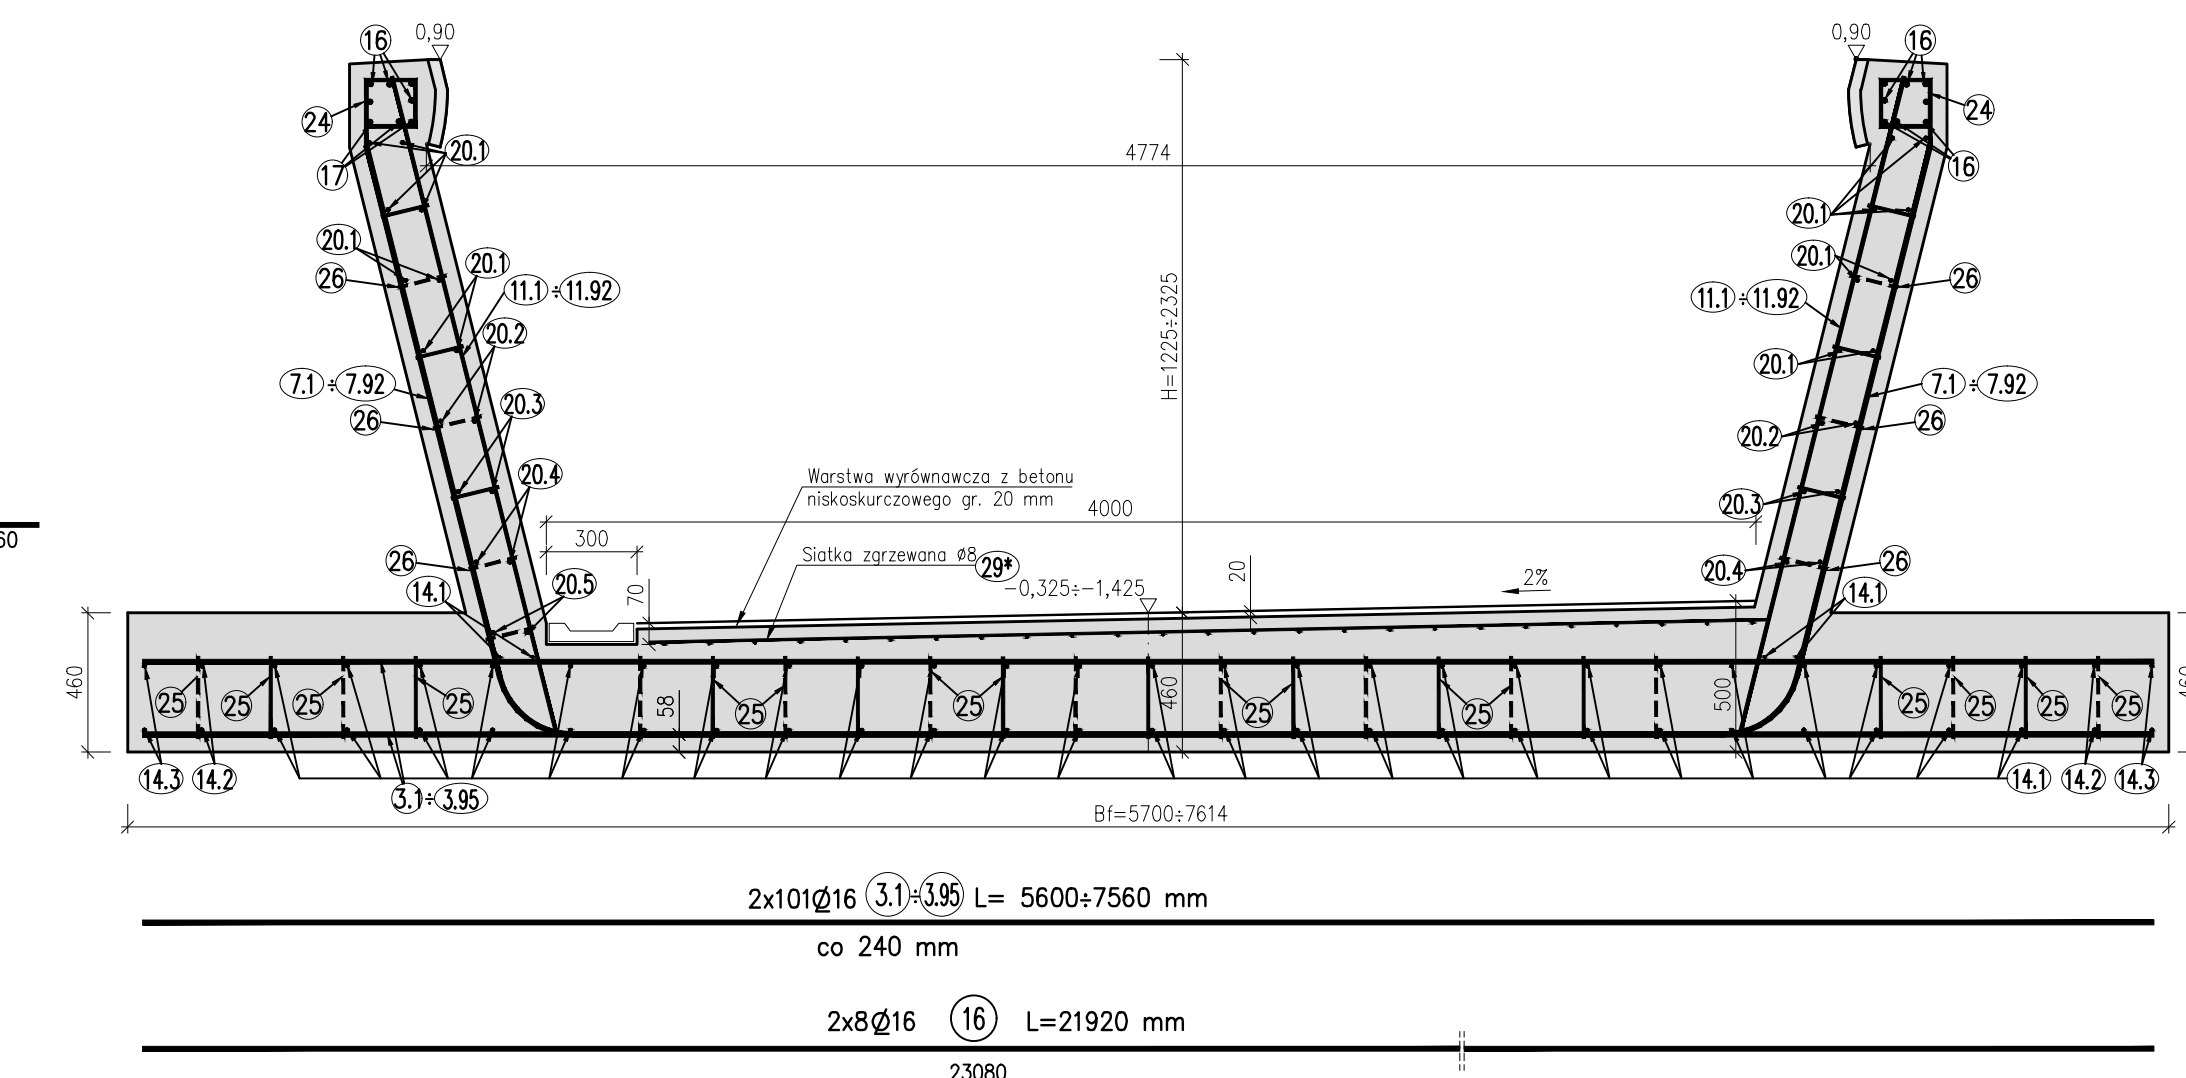 16 0,90 0,90 16
24 24
17 20.1 4774 16
20.1
20.1 20.1 20.1
26 11.1÷11.92 11.1÷11.92 26
H=1225÷2325
20.2 20.1
7.1÷7.92 7.1÷7.92
20.3
26 20.2 26
20.4 Warstwa wyrównawcza z betonu
niskoskurczowego gr. 20 mm
4000 20.3
60
300
Siatka zgrzewana ø8 29*
26 20 20.4 26
14.1 20.5 70 -0,325÷-1,425 2% 14.1
460 25 25 25 25 58 25 25 460 25 25 500 25 25 25 25 460
14.3 14.2 14.1 14.2 14.3
3.1÷3.95
Bf=5700÷7614
2x101Ø16 3.1÷3.95 L= 5600÷7560 mm
co 240 mm
2x8Ø16 16 L=21920 mm
23080